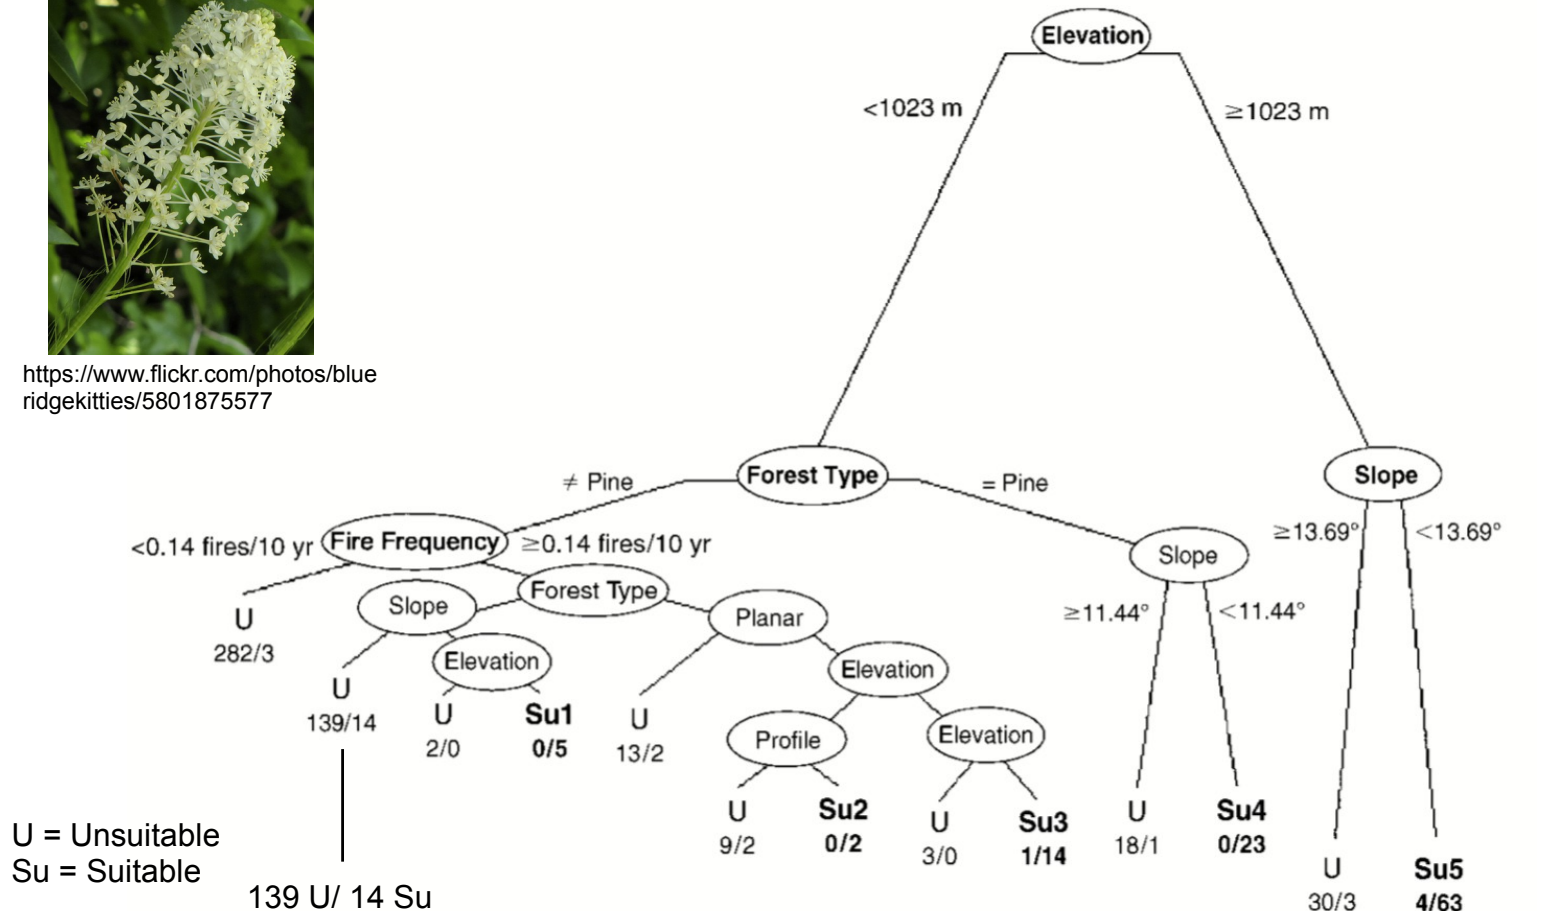 Elevation
<1023 m
≥1023 m
https://www.flickr.com/photos/blue
ridgekitties/5801875577
Forest Type
≠ Pine
= Pine
Slope
≥13.69°
<13.69°
Fire Frequency
<0.14 fires/10 yr
≥0.14 fires/10 yr
Slope
≥11.44°
<11.44°
Forest Type
Slope
Planar
U
282/3
Elevation
Elevation
U
139/14
U
2/0
Su1
0/5
U
13/2
Profile
Elevation
U
9/2
Su2
0/2
U
3/0
Su3
1/14
U
18/1
Su4
0/23
U
30/3
Su5
4/63
U = Unsuitable
Su = Suitable
139 U/ 14 Su